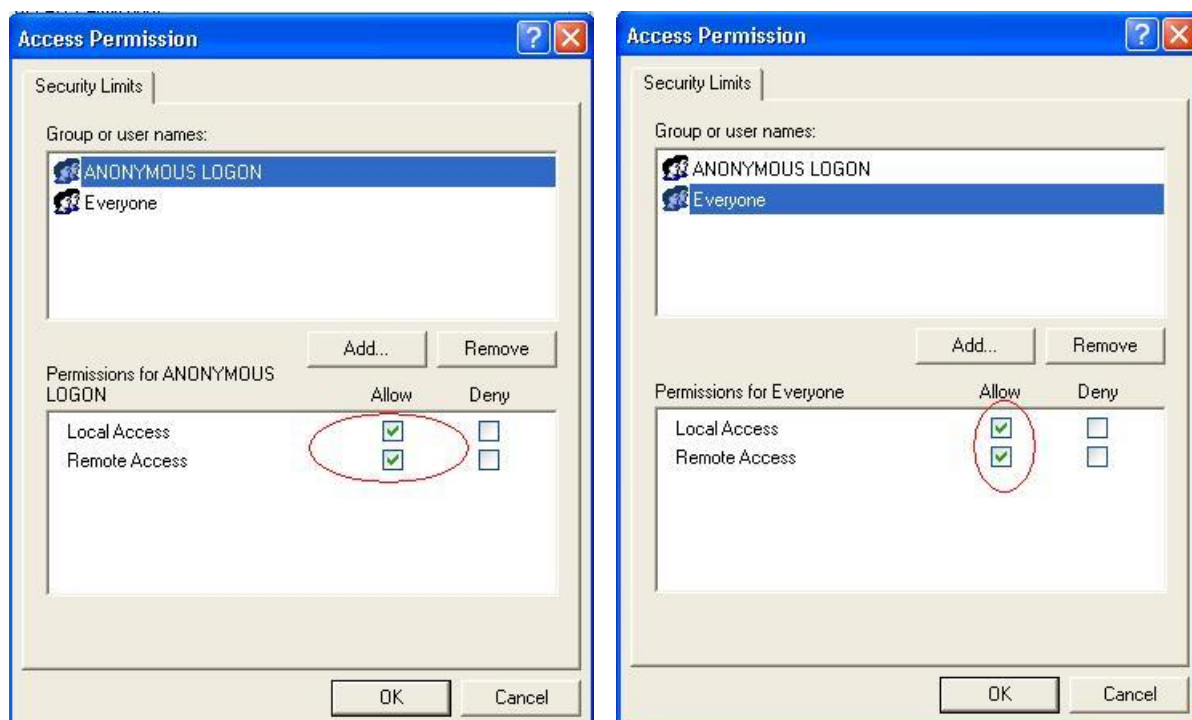 Access Permission
Security Limits
Group or user names:
ANONYMOUS LOGON
Everyone
Add... Remove
Permissions for ANONYMOUS
LOGON Allow Deny
Local Access
Remote Access
OK Cancel
Access Permission
Security Limits
Group or user names:
ANONYMOUS LOGON
Everyone
Add... Remove
Permissions for Everyone Allow Deny
Local Access
Remote Access
OK Cancel